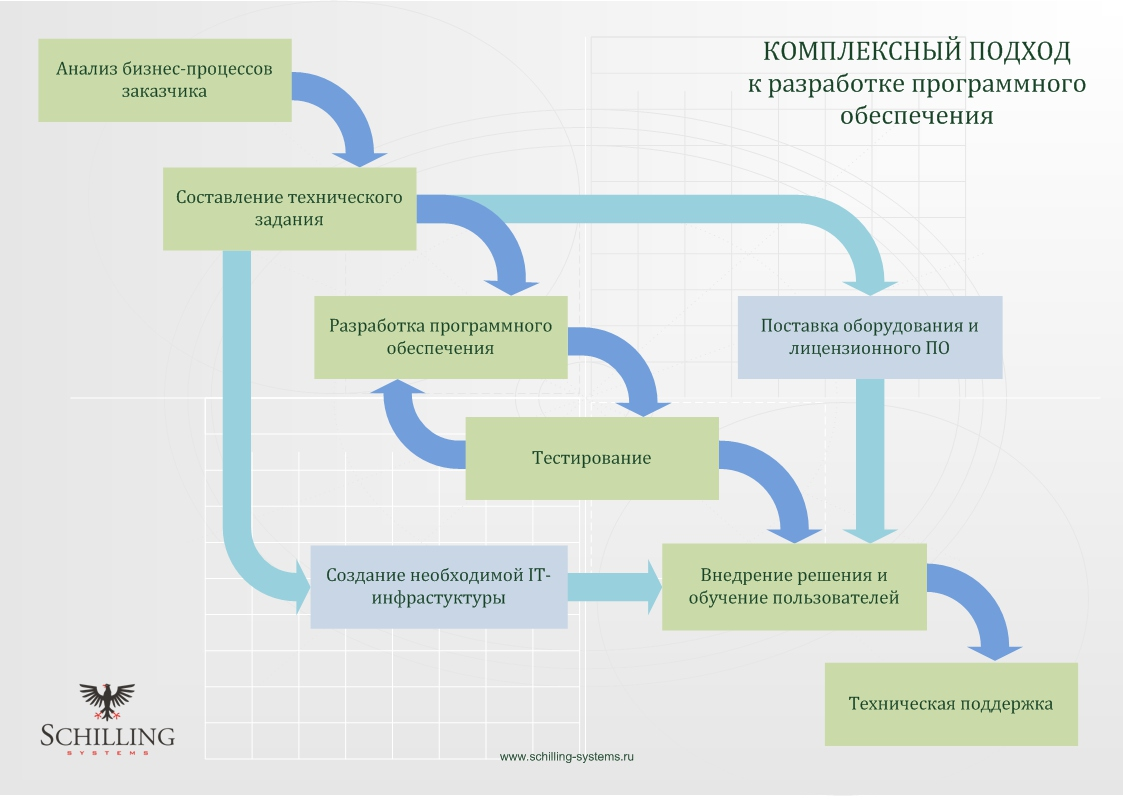 КОМПЛЕКСНЫЙ ПОДХОД
к разработке программного
обеспечения
Анализ бизнес-процессов
заказчика
Составление технического
задания
Разработка программного
обеспечения
Поставка оборудования и
лицензионного ПО
Тестирование
Создание необходимой IT-
инфрастуктуры
Внедрение решения и
обучение пользователей
Техническая поддержка
SCHILLING
SYSTEMS
www.schilling-systems.ru